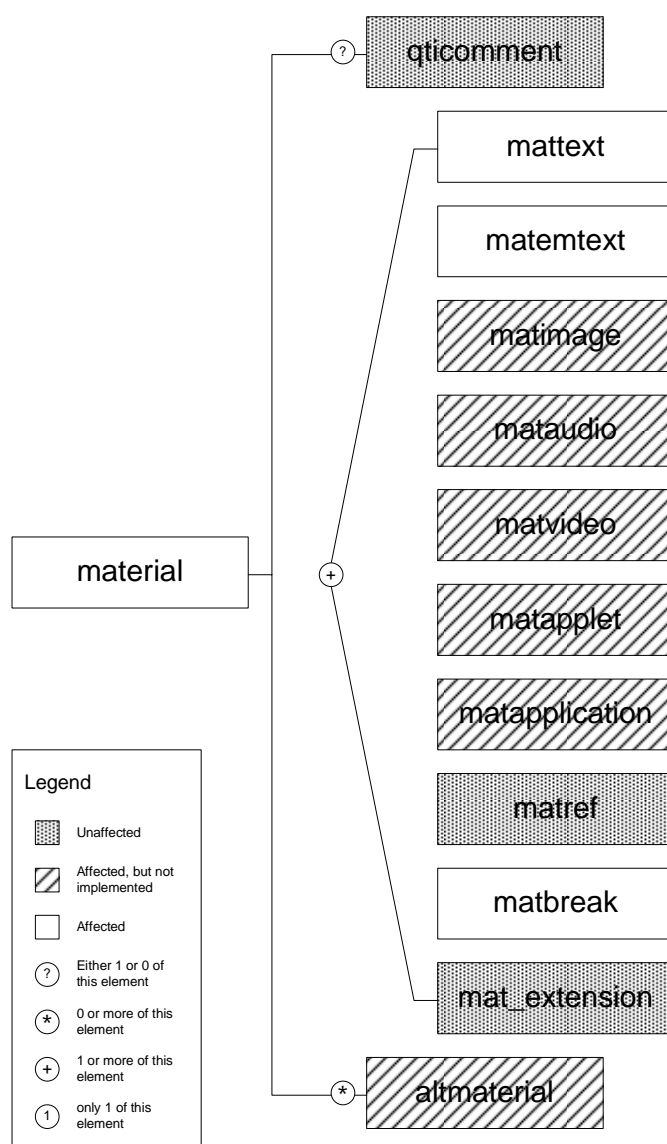 ?
qticomment
mattext
matemtext
matimage
mataudio
matvideo
material
+
matapplet
matapplication
matref
matbreak
mat_extension
*
altmaterial
Legend
Unaffected
Affected, but not
implemented
Affected
?
Either 1 or 0 of
this element
*
0 or more of this
element
+
1 or more of this
element
1
only 1 of this
element